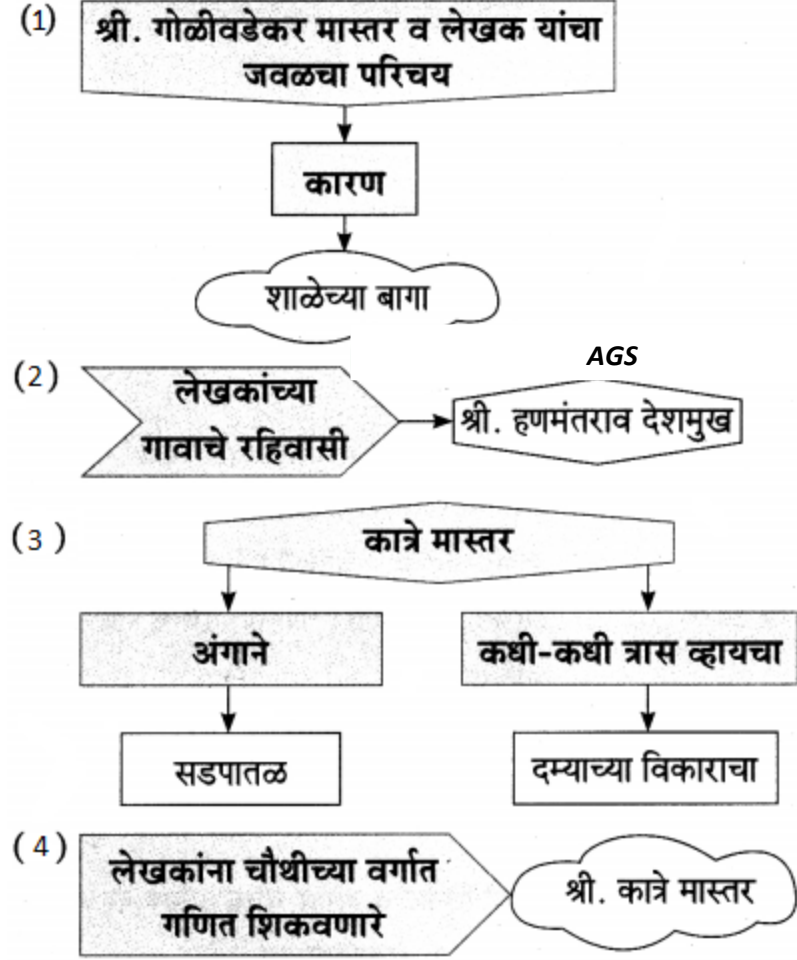 (1) श्री. गोळीवडेकर मास्तर व लेखक यांचा
जवळचा परिचय
कारण
शाळेच्या बागा
AGS
(2) लेखकांच्या
गावाचे रहिवासी
श्री. हणमंतराव देशमुख
(3) कात्रे मास्तर
अंगाने
कधी-कधी त्रास व्हायचा
सडपातळ
दम्याच्या विकाराचा
(4) लेखकांना चौथीच्या वर्गात
गणित शिकवणारे
श्री. कात्रे मास्तर